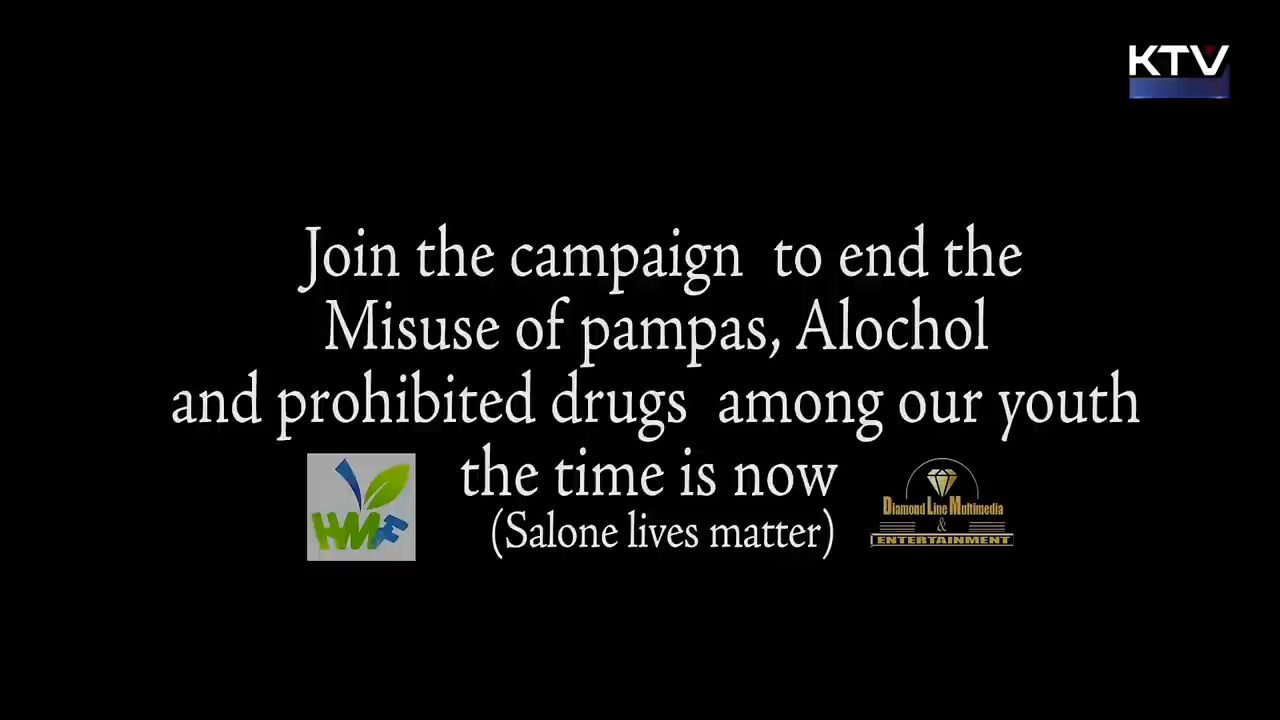 KTV
Join the campaign to end the
Misuse of pampas, Alochol
and prohibited drugs among our youth
the time is now
(Salone lives matter)
HMF
Diamond Line Multimedia
&
ENTERTAINMENT